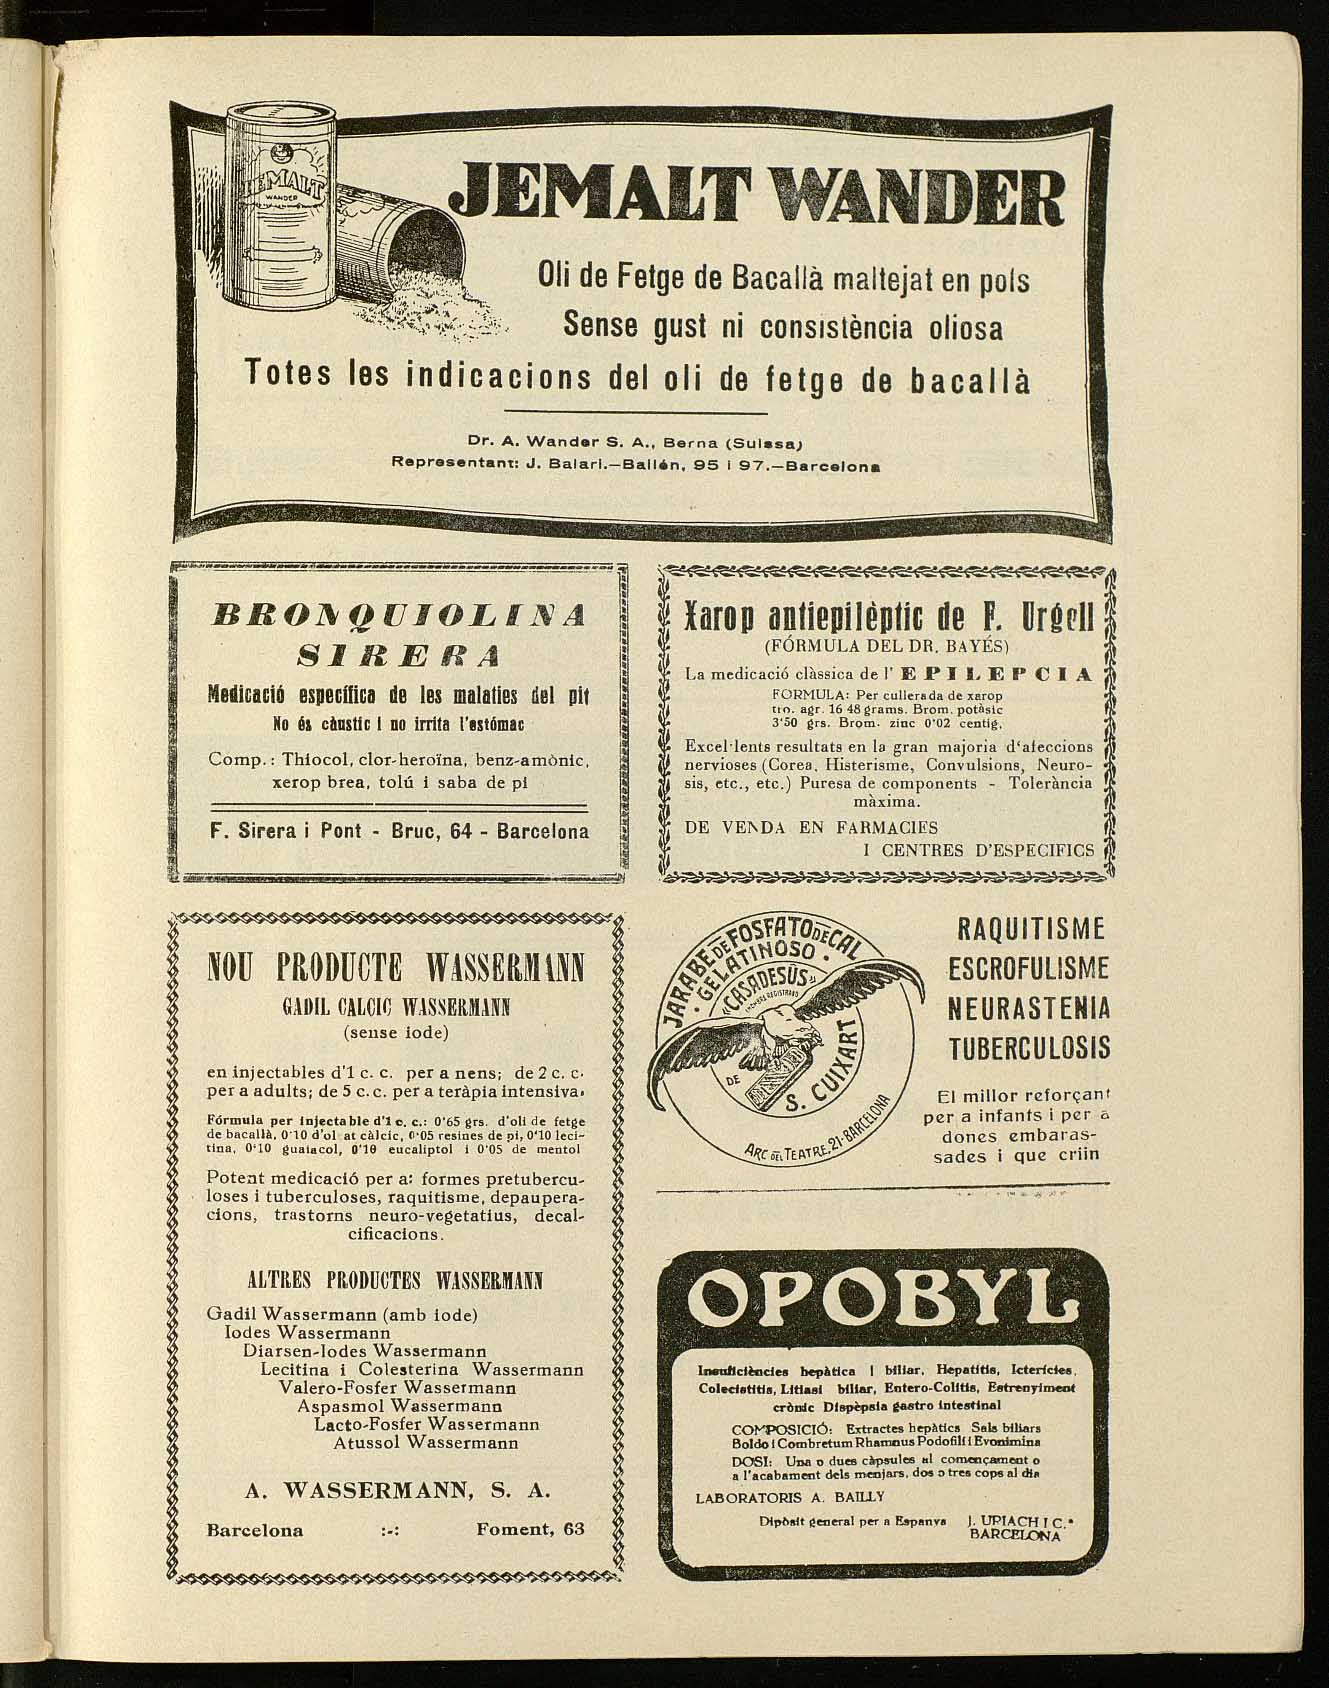 JEMALT
WANDER
JEMALT WANDER
Oli de Fetge de Bacallà maltejat en pols
Sense gust ni consistència oliosa
Totes les indicacions del oli de fetge de bacallà
Dr. A. Wander S. A., Berna (Suissa)
Representant: J. Balari.—Bailén, 95 i 97.—Barcelona
BRONQUIOLINA
SIRERA
Medicació específica de les malaties del pit
No és càustic i no irrita l'estómac
Comp.: Thiocol, clor-heroïna, benz-amònic,
xerop brea, tolú i saba de pi
F. Sirera i Pont - Bruc, 64 - Barcelona
Xarop antiepilèptic de F. Urgell
(FÓRMULA DEL DR. BAYÉS)
La medicació clàssica de l' EPILEPCIA
FORMULA: Per cullerada de xarop
tro. agr. 16 48 grams. Brom. potàsic
3'50 grs. Brom. zinc 0'02 centig.
Excel·lents resultats en la gran majoria d'afeccions
nervioses (Corea, Histerisme, Convulsions, Neuro-
sis, etc., etc.) Puresa de components - Tolerància
màxima.
DE VENDA EN FARMACIES
I CENTRES D'ESPECIFICS
NOU PRODUCTE WASSERMANN
GADIL CALCIC WASSERMANN
(sense iode)
en injectables d'1 c. c. per a nens; de 2 c. c.
per a adults; de 5 c. c. per a teràpia intensiva.
Fórmula per injectable d'1 c. c.: 0'65 grs. d'oli de fetge
de bacallà, 0'10 d'ol at càlcic, 0'05 resines de pi, 0'10 leci-
tina, 0'10 guaiacol, 0'10 eucaliptol i 0'05 de mentol
Potent medicació per a: formes pretubercu-
loses i tuberculoses, raquitisme, depaupera-
cions, trastorns neuro-vegetatius, decal-
cificacions.
ALTRES PRODUCTES WASSERMANN
Gadil Wassermann (amb iode)
Iodes Wassermann
Diarsen-Iodes Wassermann
Lecitina i Colesterina Wassermann
Valero-Fosfer Wassermann
Aspasmol Wassermann
Lacto-Fosfer Wassermann
Atussol Wassermann
A. WASSERMANN, S. A.
Barcelona :-: Foment, 63
JARABE DE FOSFATO DE CAL
GELATINOSO
"CASADESÚS"
NOMBRE REGISTRADO
DE
S. CUIXART
ARC DEL TEATRE, 21-BARCELONA
RAQUITISME
ESCROFULISME
NEURASTENIA
TUBERCULOSIS
El millor reforçant
per a infants i per a
dones embaras-
sades i que criin
OPOBYL
Insuficiències hepàtica i biliar, Hepatitis, Icterícies,
Colecistitis, Litiasi biliar, Entero-Colitis, Estrenyiment
crònic Dispèpsia gastro intestinal
COMPOSICIÓ: Extractes hepàtics Sals biliars
Boldo i Combretum Rhamnus Podofilí i Evonimina
DOSI: Una o dues càpsules al començament o
a l'acabament dels menjars, dos o tres cops al dia
LABORATORIS A. BAILLY
Dipòsit general per a Espanya J. URIACH I C.ª
BARCELONA